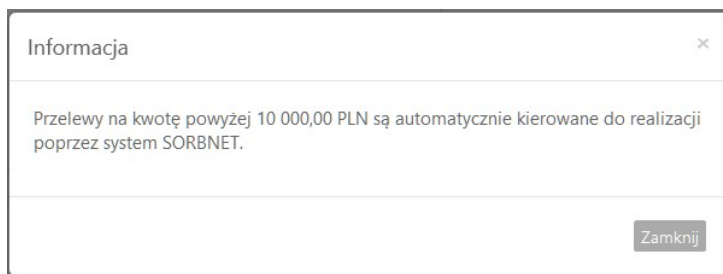 Informacja
×
Przelewy na kwotę powyżej 10 000,00 PLN są automatycznie kierowane do realizacji
poprzez system SORBNET.
Zamknij